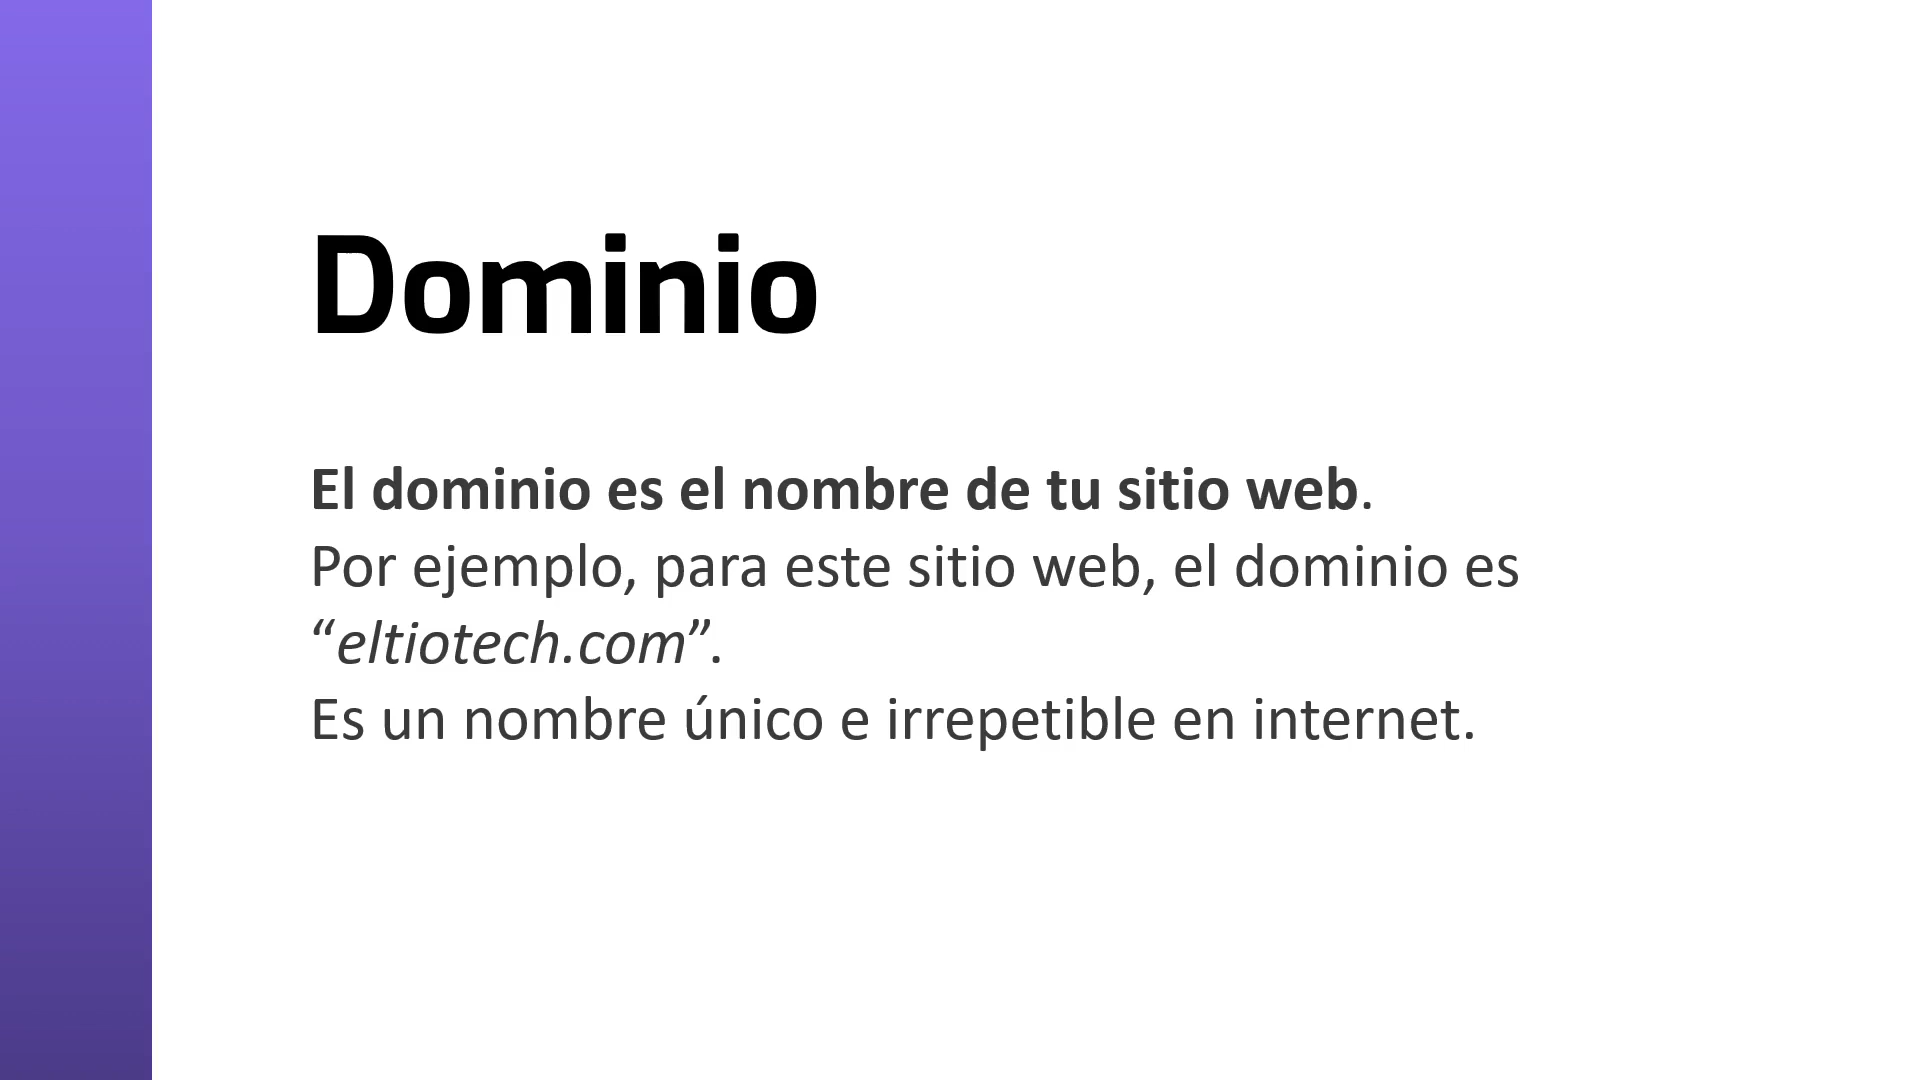 Dominio
El dominio es el nombre de tu sitio web.
Por ejemplo, para este sitio web, el dominio es
“eltiotech.com”.
Es un nombre único e irrepetible en internet.